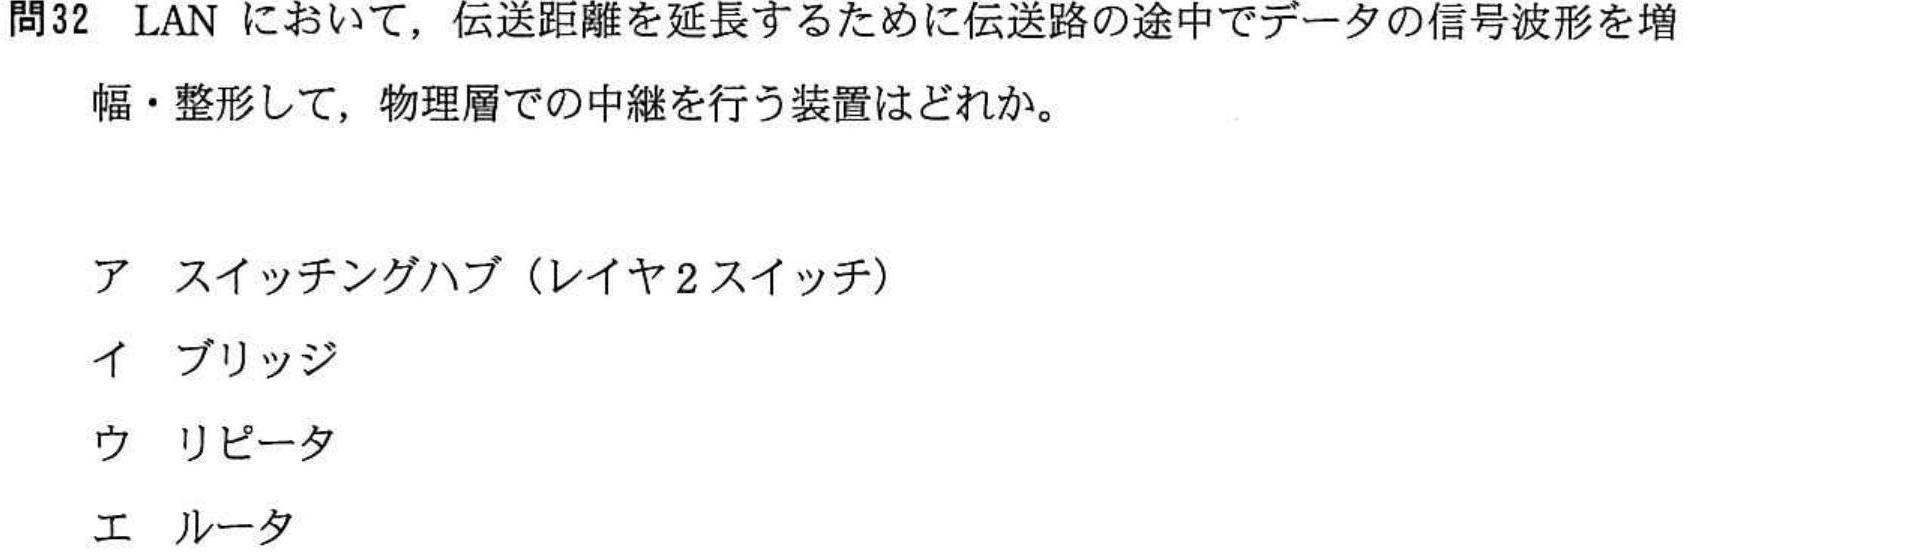 問32 LAN において，伝送距離を延長するために伝送路の途中でデータの信号波形を増
幅・整形して，物理層での中継を行う装置はどれか。
ア スイッチングハブ（レイヤ2スイッチ）
イ ブリッジ
ウ リピータ
エ ルータ